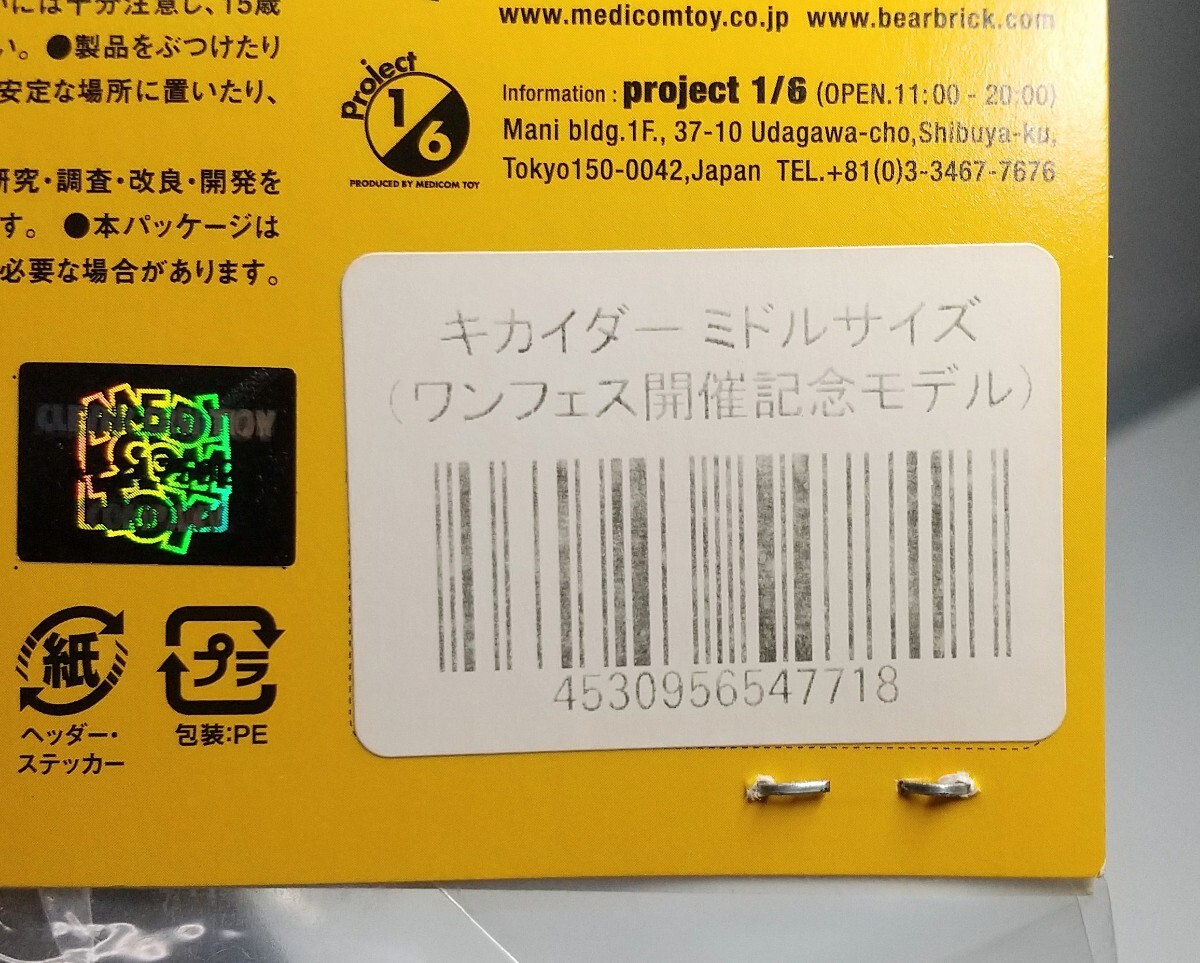 には十分注意し、15歳
い。 ●製品をぶつけたり
安定な場所に置いたり、
研究・調査・改良・開発を
す。 ●本パッケージは
必要な場合があります。
www.medicomtoy.co.jp www.bearbrick.com
Project
1/6
PRODUCED BY MEDICOM TOY
Information : project 1/6 (OPEN.11:00 - 20:00)
Mani bldg.1F., 37-10 Udagawa-cho,Shibuya-ku,
Tokyo150-0042,Japan TEL.+81(0)3-3467-7676
キカイダー ミドルサイズ
（ワンフェス開催記念モデル）
4530956547718
TOY
紙
ヘッダー・
ステッカー
プラ
包装:PE